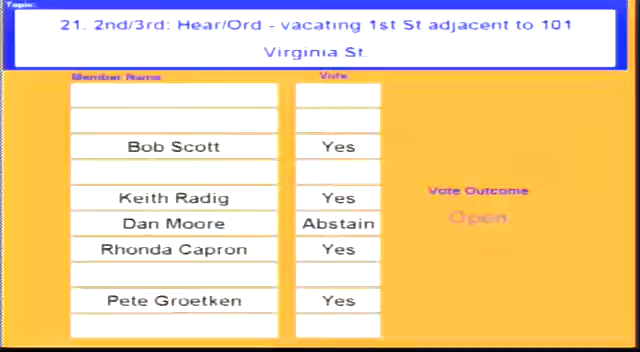 Topic:
21. 2nd/3rd: Hear/Ord - vacating 1st St adjacent to 101
Virginia St.
Member Name Vote
Bob Scott Yes
Keith Radig Yes
Vote Outcome
Dan Moore Abstain
Open
Rhonda Capron Yes
Pete Groetken Yes